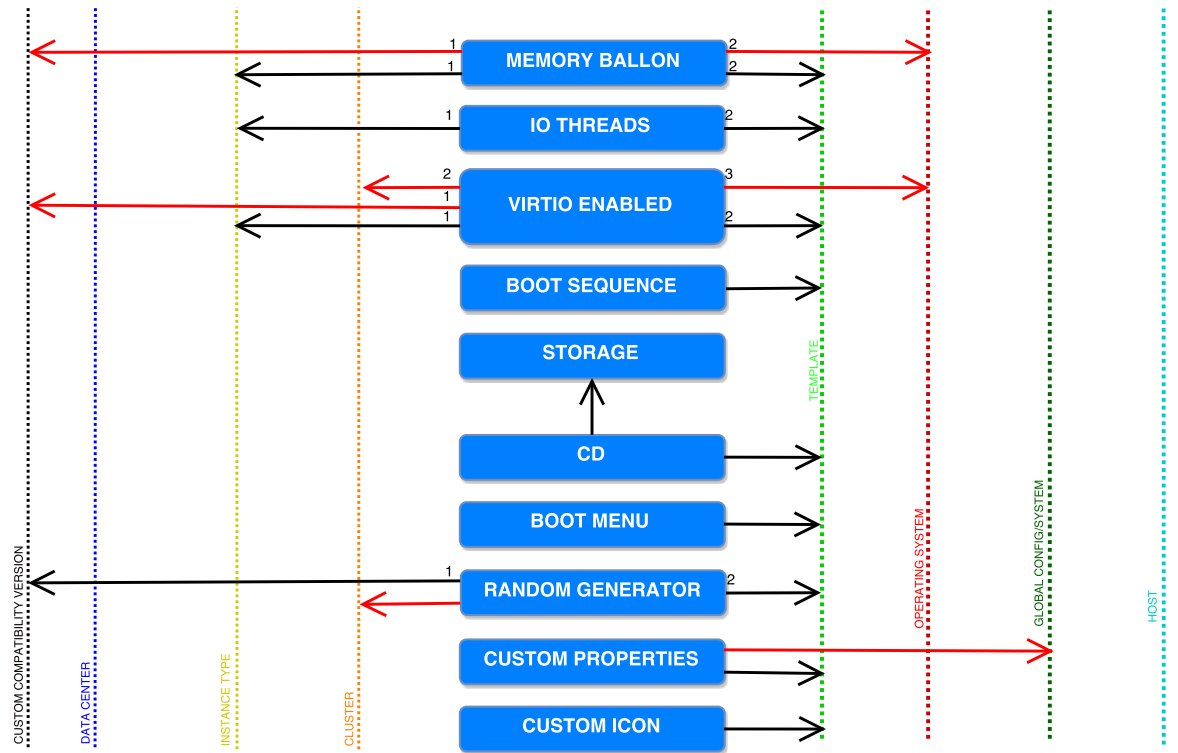 1
MEMORY BALLON
2
1
2
1
IO THREADS
2
2
3
1
VIRTIO ENABLED
1
2
BOOT SEQUENCE
STORAGE
TEMPLATE
CD
BOOT MENU
OPERATING SYSTEM
GLOBAL CONFIG/SYSTEM
1
RANDOM GENERATOR
2
HOST
CUSTOM COMPATIBILITY VERSION
DATA CENTER
INSTANCE TYPE
CLUSTER
CUSTOM PROPERTIES
CUSTOM ICON